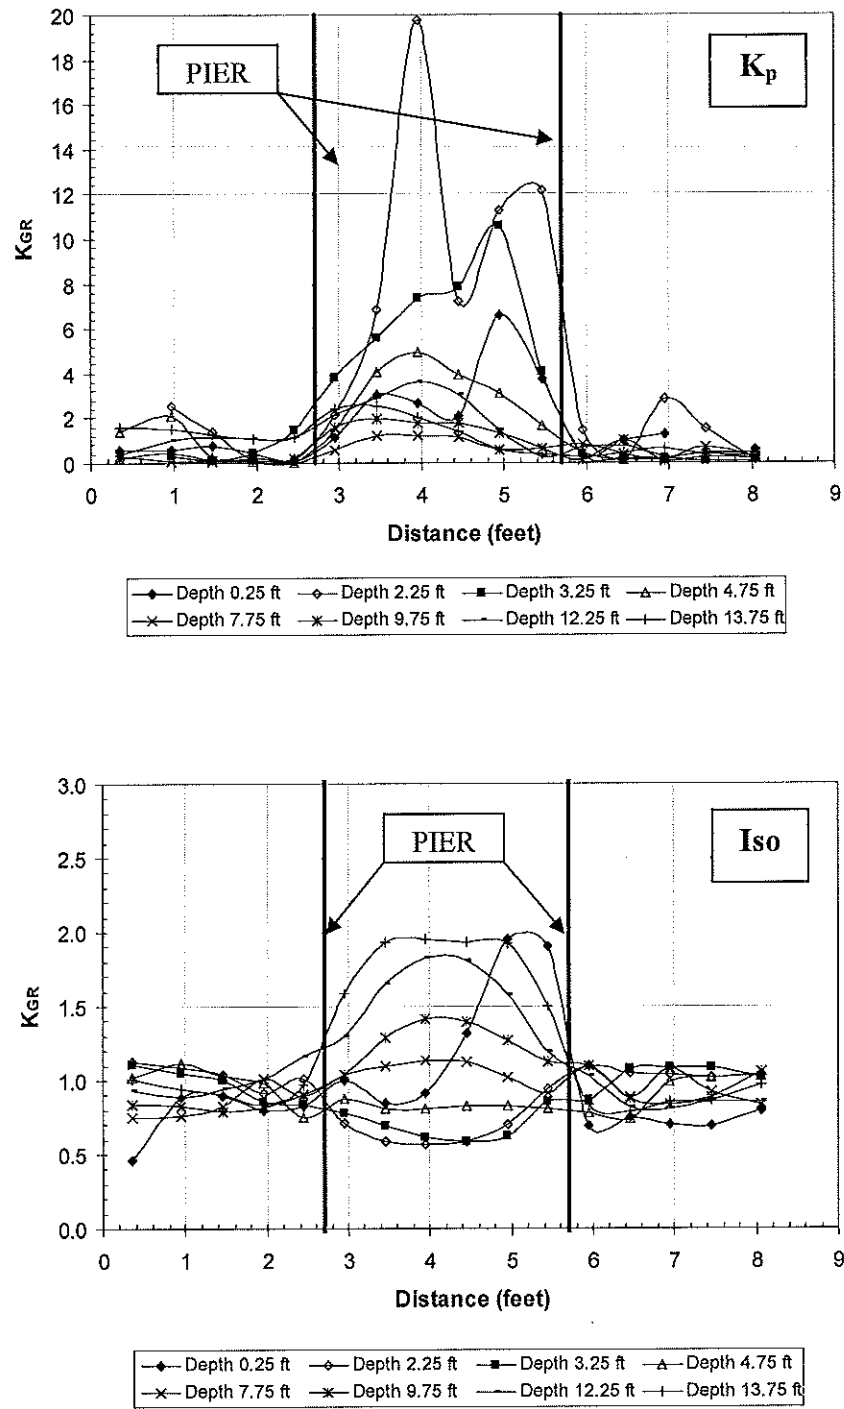 20
18
16
14
12
10
8
6
4
2
0
KGR
PIER
Kp
0 1 2 3 4 5 6 7 8 9
Distance (feet)
Depth 0.25 ft Depth 2.25 ft Depth 3.25 ft Depth 4.75 ft
Depth 7.75 ft Depth 9.75 ft Depth 12.25 ft Depth 13.75 ft
3.0
2.5
2.0
1.5
1.0
0.5
0.0
KGR
PIER
Iso
0 1 2 3 4 5 6 7 8 9
Distance (feet)
Depth 0.25 ft Depth 2.25 ft Depth 3.25 ft Depth 4.75 ft
Depth 7.75 ft Depth 9.75 ft Depth 12.25 ft Depth 13.75 ft